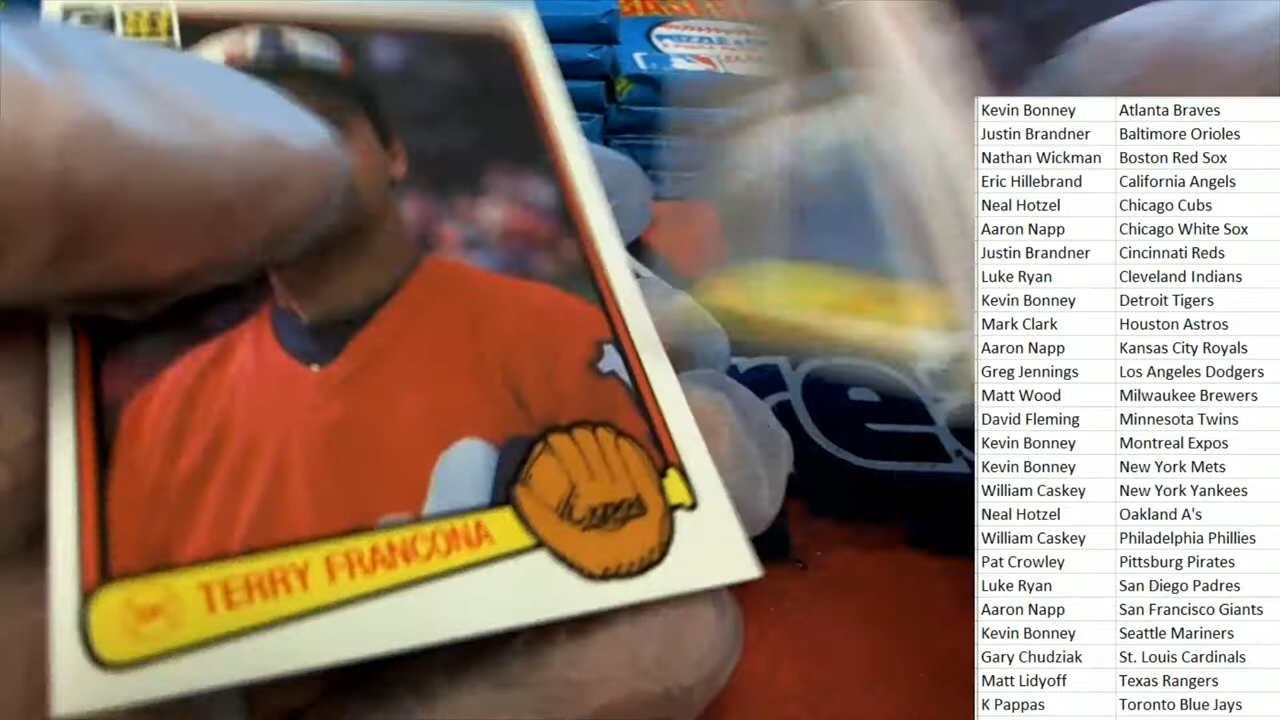 BASEBALL
PUZZLE &
TERRY FRANCONA
Expos
re
Kevin Bonney Atlanta Braves
Justin Brandner Baltimore Orioles
Nathan Wickman Boston Red Sox
Eric Hillebrand California Angels
Neal Hotzel Chicago Cubs
Aaron Napp Chicago White Sox
Justin Brandner Cincinnati Reds
Luke Ryan Cleveland Indians
Kevin Bonney Detroit Tigers
Mark Clark Houston Astros
Aaron Napp Kansas City Royals
Greg Jennings Los Angeles Dodgers
Matt Wood Milwaukee Brewers
David Fleming Minnesota Twins
Kevin Bonney Montreal Expos
Kevin Bonney New York Mets
William Caskey New York Yankees
Neal Hotzel Oakland A's
William Caskey Philadelphia Phillies
Pat Crowley Pittsburg Pirates
Luke Ryan San Diego Padres
Aaron Napp San Francisco Giants
Kevin Bonney Seattle Mariners
Gary Chudziak St. Louis Cardinals
Matt Lidyoff Texas Rangers
K Pappas Toronto Blue Jays